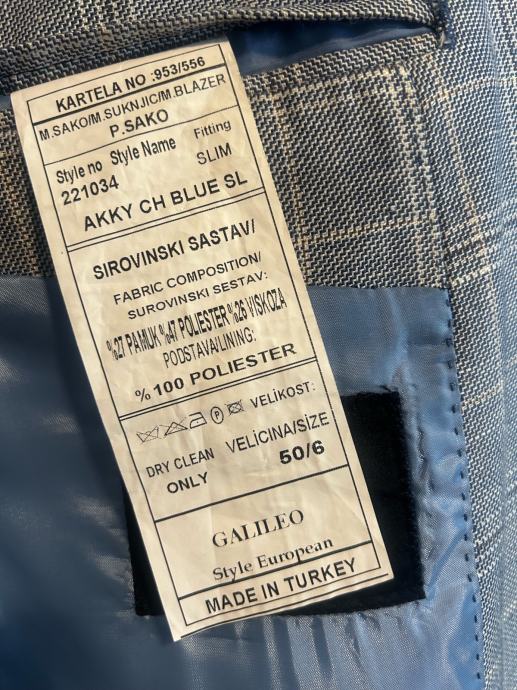 KARTELA NO :953/556
M.SAKO/M.SUKNJIC/M.BLAZER
P.SAKO
Style no Style Name Fitting
221034 SLIM
AKKY CH BLUE SL
SIROVINSKI SASTAV/
FABRIC COMPOSITION/
SUROVINSKI SESTAV:
%27 PAMUK %47 POLIESTER %26 VISKOZA
PODSTAVA/LINING:
%100 POLIESTER
P VELIKOST:
DRY CLEAN VELICINA/SIZE
ONLY 50/6
GALILEO
Style European
MADE IN TURKEY